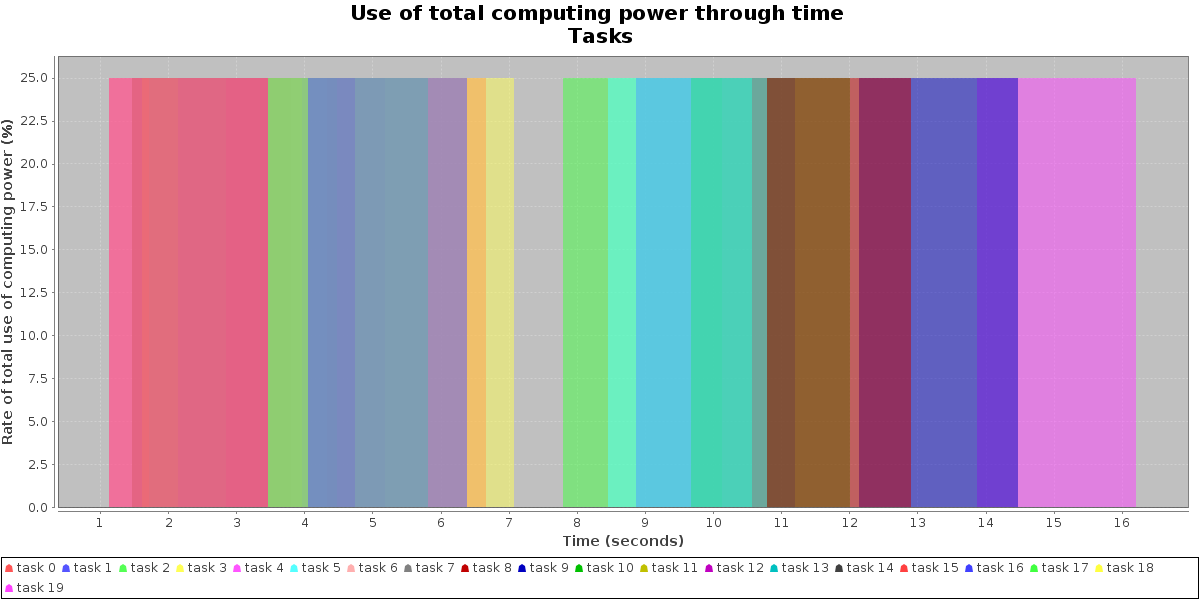 Use of total computing power through time
Tasks
Rate of total use of computing power (%)
25.0
22.5
20.0
17.5
15.0
12.5
10.0
7.5
5.0
2.5
0.0
1 2 3 4 5 6 7 8 9 10 11 12 13 14 15 16
Time (seconds)
task 0 task 1 task 2 task 3 task 4 task 5 task 6 task 7 task 8 task 9 task 10 task 11 task 12 task 13 task 14 task 15 task 16 task 17 task 18
task 19